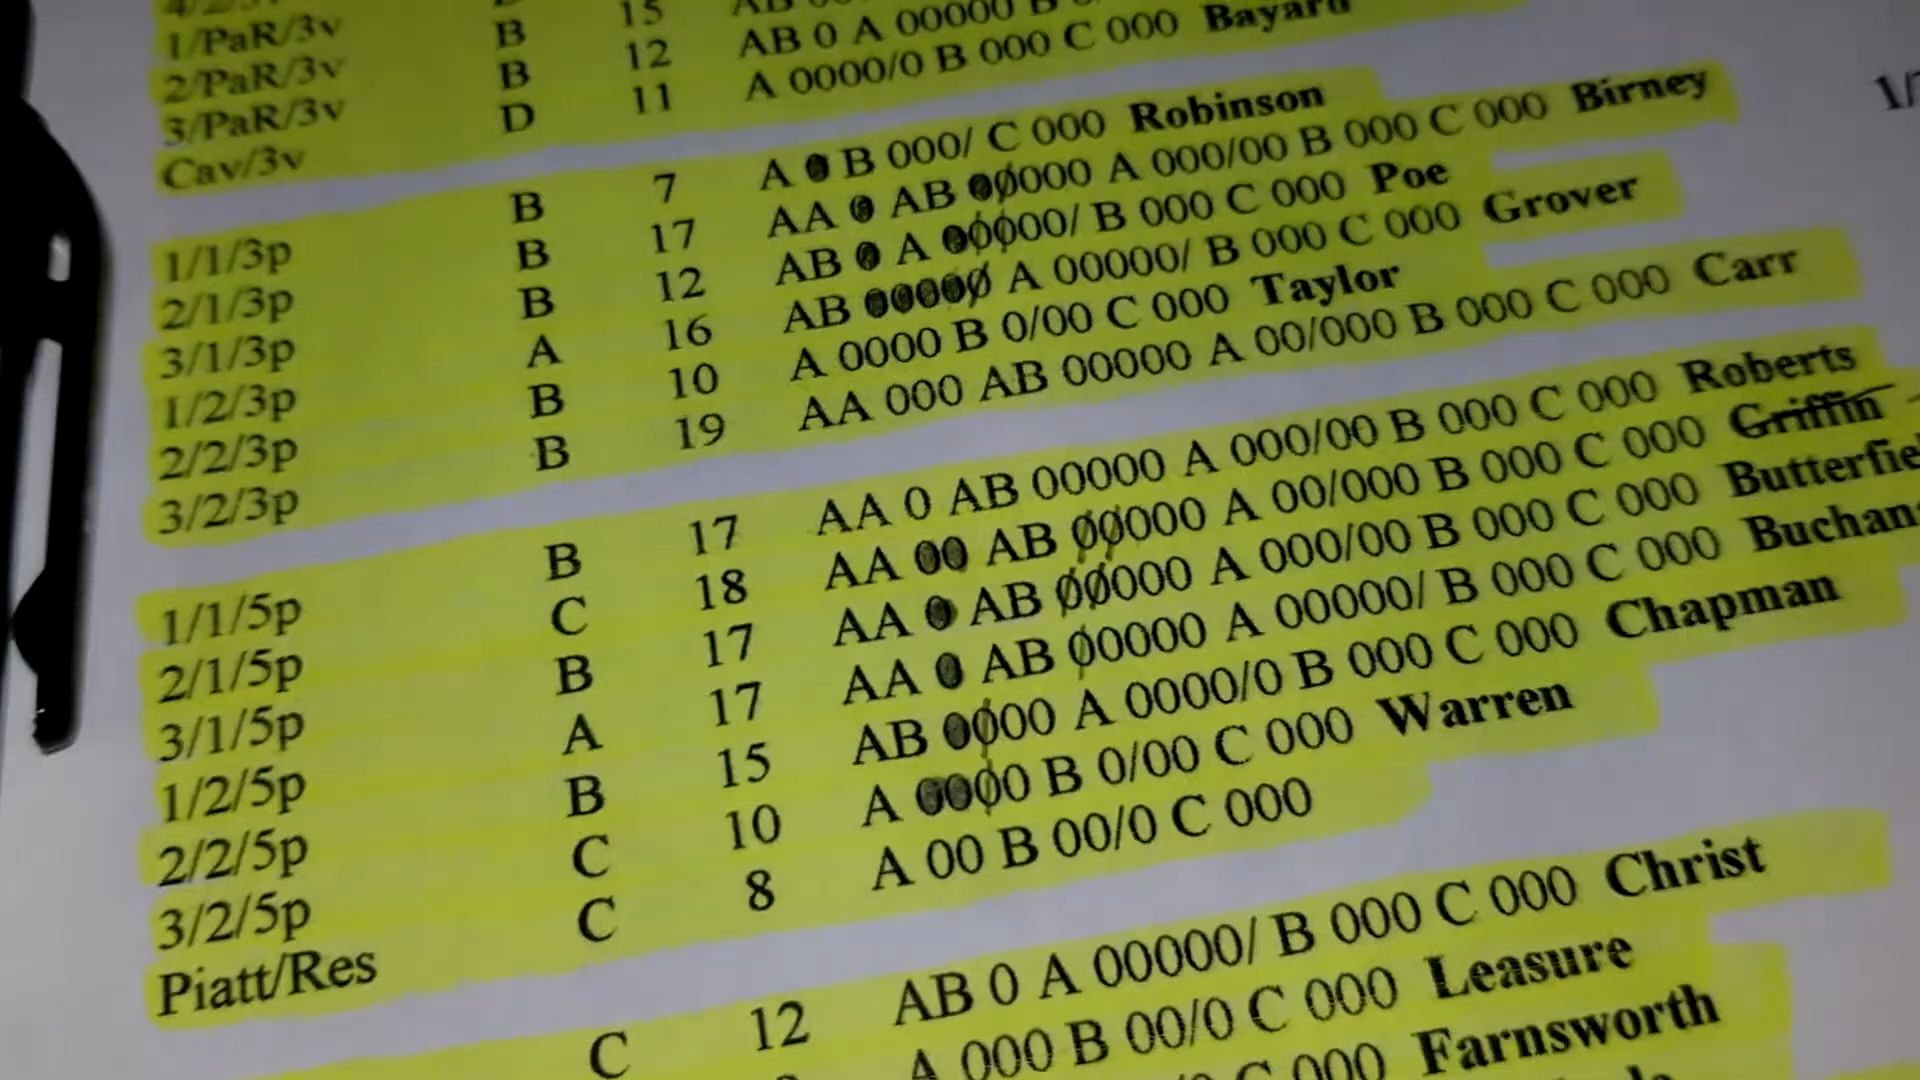 1/PaR/3v
2/PaR/3v B 15
3/PaR/3v B 12 AB 0 A 00000 B
Cav/3v D 11 A 0000/0 B 000 C 000 Bayard
1/1/3p B 7 A 0 B 000/ C 000 Robinson
2/1/3p B 17 AA 0 AB 00000 A 000/00 B 000 C 000 Birney
3/1/3p B 12 AB 0 A 00000/ B 000 C 000 Poe
1/2/3p A 16 AB 00000 A 00000/ B 000 C 000 Grover
2/2/3p B 10 A 0000 B 0/00 C 000 Taylor
3/2/3p B 19 AA 000 AB 00000 A 00/000 B 000 C 000 Carr
1/1/5p B 17 AA 0 AB 00000 A 000/00 B 000 C 000 Roberts
2/1/5p C 18 AA 00 AB 00000 A 00/000 B 000 C 000 Griffin
3/1/5p B 17 AA 0 AB 00000 A 000/00 B 000 C 000 Butterfie
1/2/5p A 17 AA 0 AB 00000 A 00000/ B 000 C 000 Buchan
2/2/5p B 15 AB 0000 A 0000/0 B 000 C 000 Chapman
3/2/5p C 10 A 0000 B 0/00 C 000 Warren
Piatt/Res C 8 A 00 B 00/0 C 000
C 12 AB 0 A 00000/ B 000 C 000 Christ
A 000 B 00/0 C 000 Leasure
C 000 Farnsworth